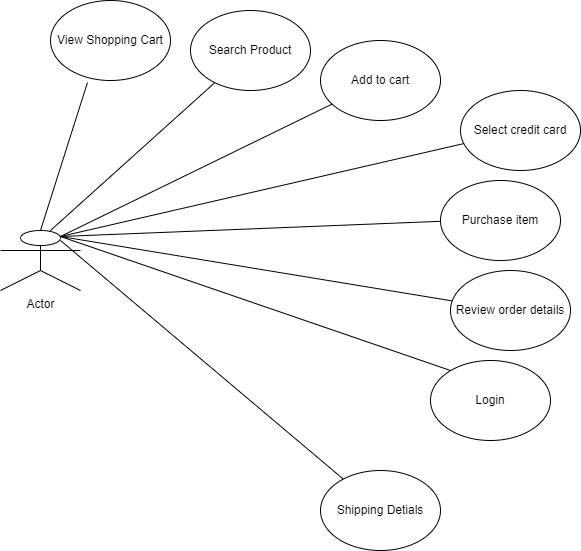 View Shopping Cart
Search Product
Add to cart
Select credit card
Purchase item
Review order details
Login
Shipping Detials
Actor